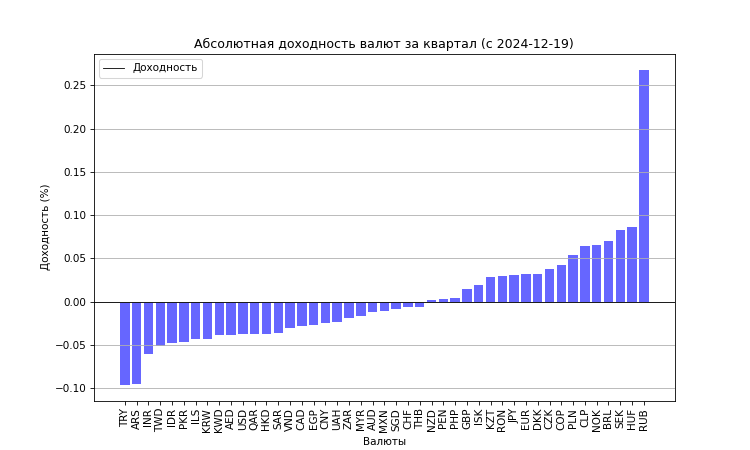 Абсолютная доходность валют за квартал (с 2024-12-19)
Доходность
0.25
0.20
0.15
0.10
0.05
0.00
−0.05
−0.10
Доходность (%)
TRY
ARS
INR
TWD
IDR
PKR
ILS
KRW
KWD
AED
USD
QAR
HKD
SAR
VND
CAD
EGP
CNY
UAH
ZAR
MYR
AUD
MXN
SGD
CHF
THB
NZD
PEN
PHP
GBP
ISK
KZT
RON
JPY
EUR
DKK
CZK
COP
PLN
CLP
NOK
BRL
SEK
HUF
RUB
Валюты